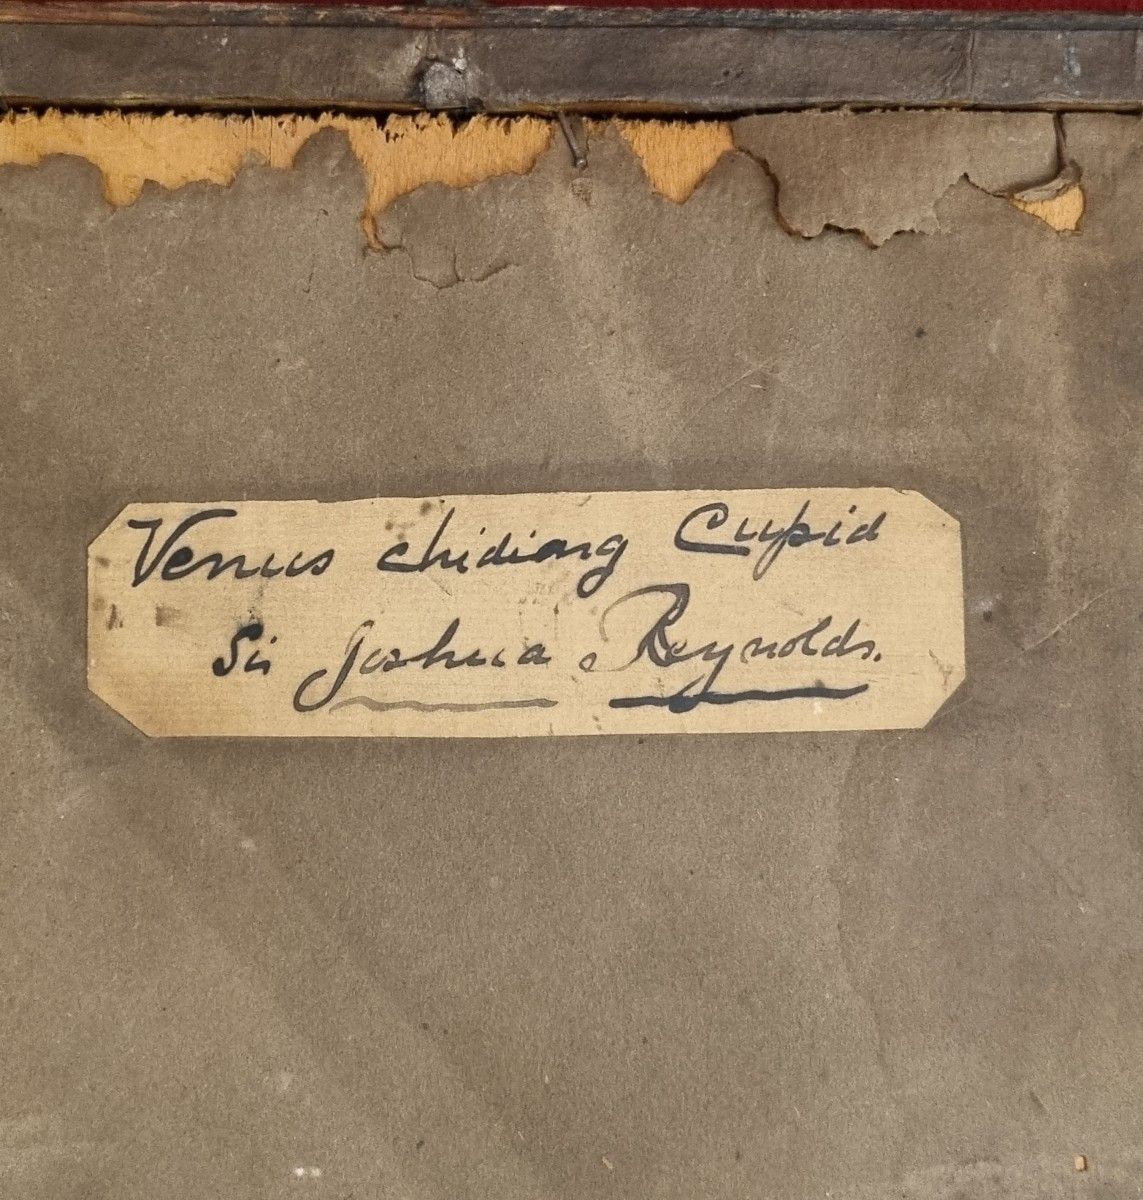 Venus chiding Cupid
Sir Joshua Reynolds.